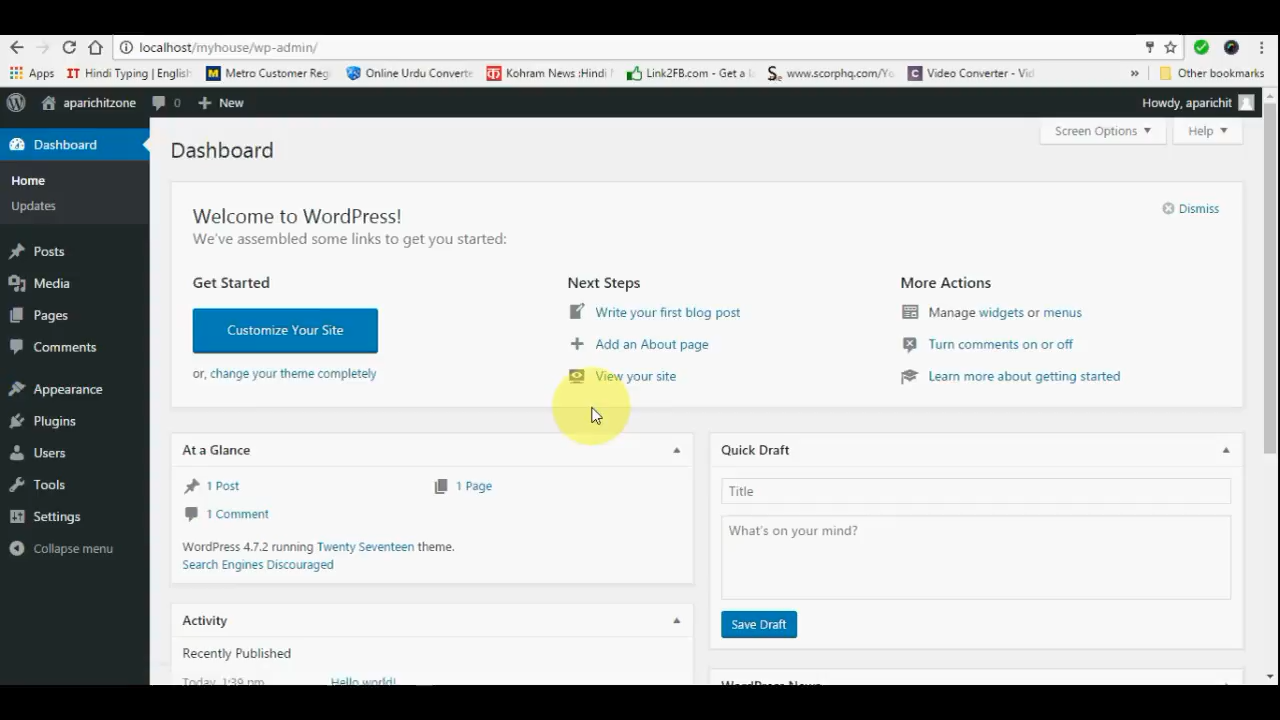 localhost/myhouse/wp-admin/
Apps Hindi Typing | English Metro Customer Reg Online Urdu Converte Kohram News :Hindi Link2FB.com - Get a l www.scorphq.com/Yo Video Converter - Vid » Other bookmarks
aparichitzone 0 New Howdy, aparichit
Screen Options Help
Dashboard
Home
Updates
Posts
Media
Pages
Comments
Appearance
Plugins
Users
Tools
Settings
Collapse menu
Dashboard
Welcome to WordPress!
Dismiss
We've assembled some links to get you started:
Get Started
Customize Your Site
or, change your theme completely
Next Steps
Write your first blog post
Add an About page
View your site
More Actions
Manage widgets or menus
Turn comments on or off
Learn more about getting started
At a Glance
1 Post 1 Page
1 Comment
WordPress 4.7.2 running Twenty Seventeen theme.
Search Engines Discouraged
Activity
Recently Published
Today, 1:39 pm Hello world!
Quick Draft
Title
What's on your mind?
Save Draft
WordPress News